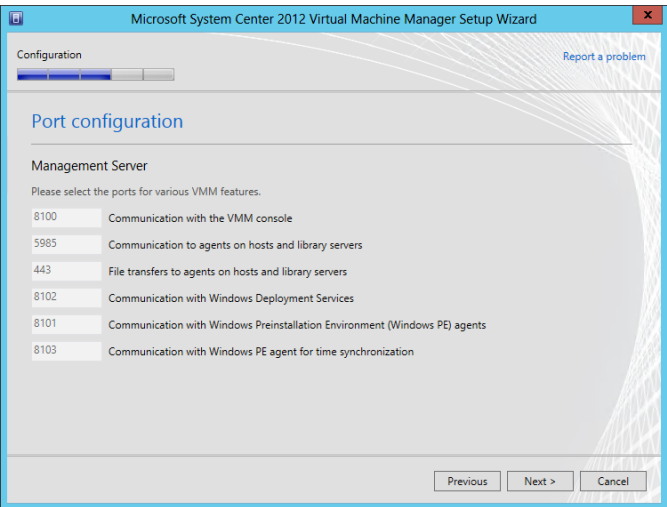 Microsoft System Center 2012 Virtual Machine Manager Setup Wizard
x
Configuration
Report a problem
Port configuration
Management Server
Please select the ports for various VMM features.
8100 Communication with the VMM console
5985 Communication to agents on hosts and library servers
443 File transfers to agents on hosts and library servers
8102 Communication with Windows Deployment Services
8101 Communication with Windows Preinstallation Environment (Windows PE) agents
8103 Communication with Windows PE agent for time synchronization
Previous Next > Cancel